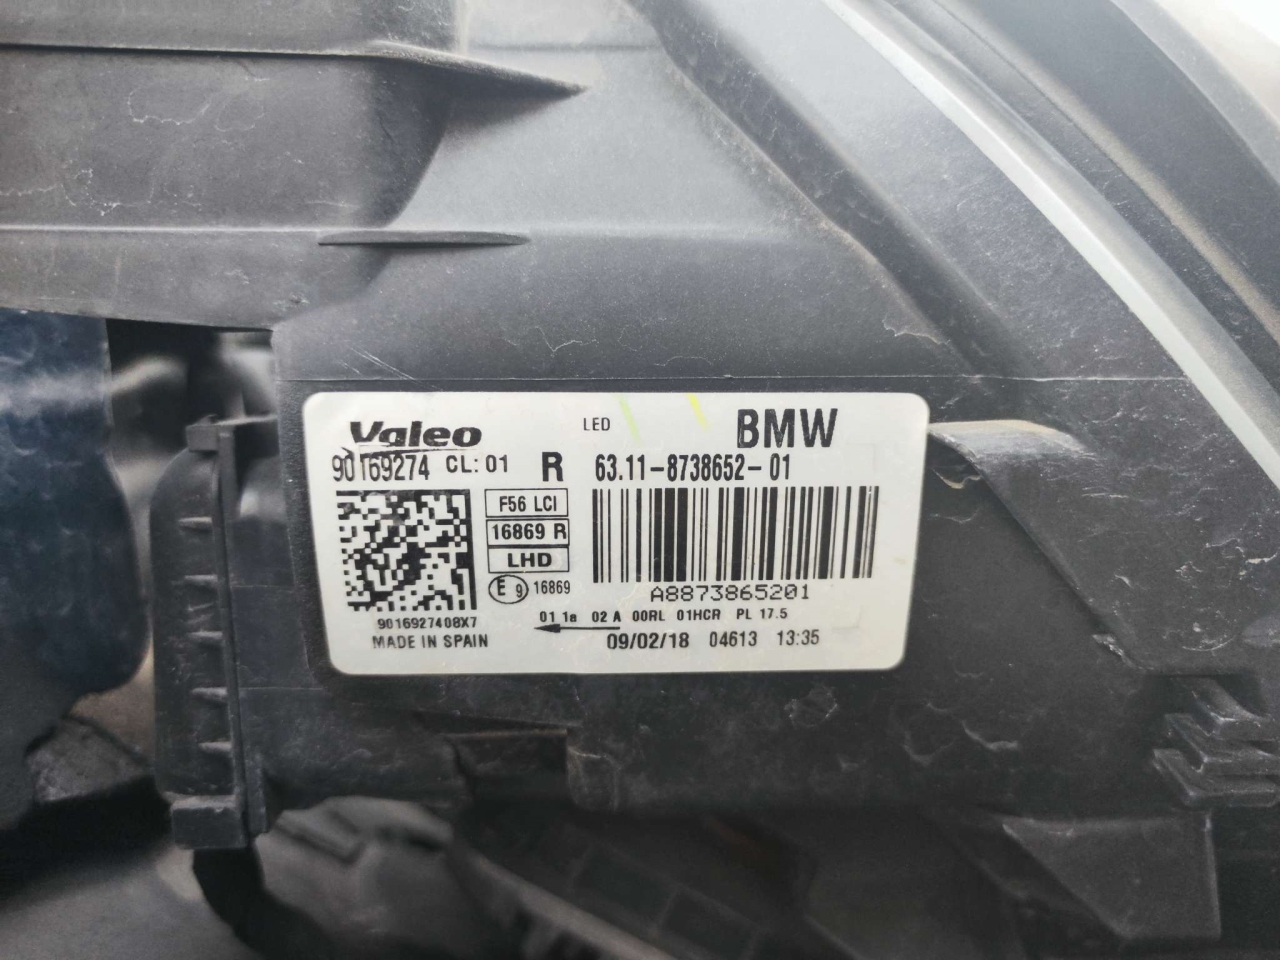 Valeo LED BMW
90169274 CL: 01 R 63.11-8738652-01
F56 LCI
16869 R
LHD
E 9 16869
A8873865201
9016927408X7
01 1a 02 A 00RL 01HCR PL 17.5
MADE IN SPAIN 09/02/18 04613 13:35